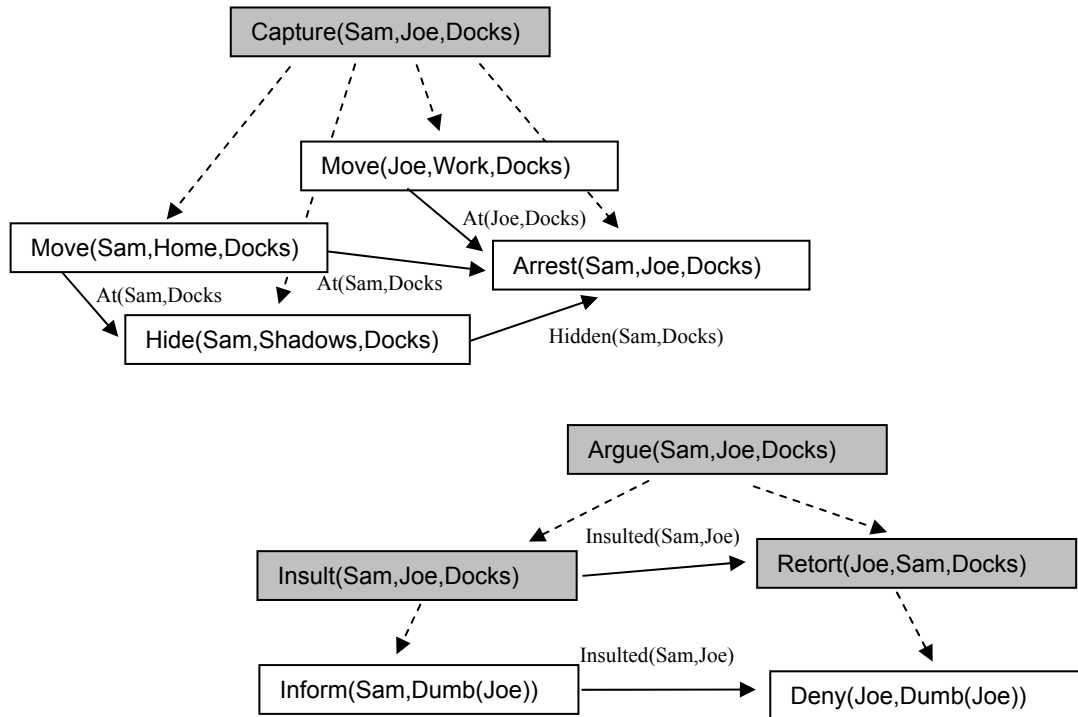 Capture(Sam,Joe,Docks)
Move(Joe,Work,Docks)
At(Joe,Docks)
Move(Sam,Home,Docks)
At(Sam,Docks
Arrest(Sam,Joe,Docks)
At(Sam,Docks
Hide(Sam,Shadows,Docks)
Hidden(Sam,Docks)
Argue(Sam,Joe,Docks)
Insulted(Sam,Joe)
Insult(Sam,Joe,Docks)
Retort(Joe,Sam,Docks)
Insulted(Sam,Joe)
Inform(Sam,Dumb(Joe))
Deny(Joe,Dumb(Joe))